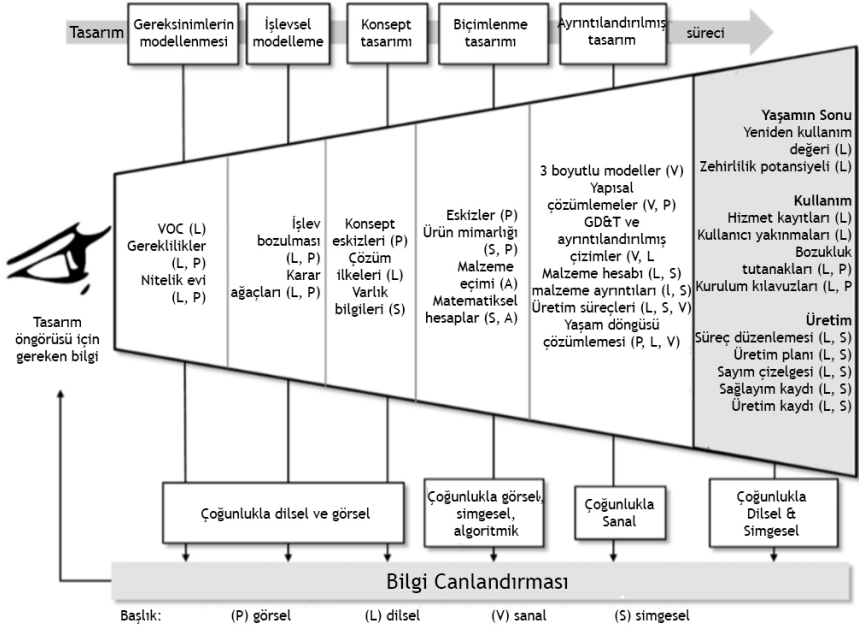 Tasarım
Gereksinimlerin
modellenmesi
İşlevsel
modelleme
Konsept
tasarımı
Biçimlenme
tasarımı
Ayrıntılandırılmış
tasarım
süreci
VOC (L)
Gereklilikler
(L, P)
Nitelik evi
(L, P)
İşlev
bozulması
(L, P)
Karar
ağaçları (L, P)
Konsept
eskizleri (P)
Çözüm
ilkeleri (L)
Varlık
bilgileri (S)
Eskizler (P)
Ürün mimarlığı
(S, P)
Malzeme
eçimi (A)
Matematiksel
hesaplar (S, A)
3 boyutlu modeller (V)
Yapısal
çözümlemeler (V, P)
GD&T ve
ayrıntılandırılmış
çizimler (V, L
Malzeme hesabı (L, S)
malzeme ayrıntıları (l, S)
Üretim süreçleri (L, S, V)
Yaşam döngüsü
çözümlemesi (P, L, V)
Yaşamın Sonu
Yeniden kullanım
değeri (L)
Zehirlilik potansiyeli (L)
Kullanım
Hizmet kayıtları (L)
Kullanıcı yakınmaları (L)
Bozukluk
tutanakları (L, P)
Kurulum kılavuzları (L, P
Üretim
Süreç düzenlemesi (L, S)
Üretim planı (L, S)
Sayım çizelgesi (L, S)
Sağlayım kaydı (L, S)
Üretim kaydı (L, S)
Tasarım
öngörüsü için
gereken bilgi
Çoğunlukla dilsel ve görsel
Çoğunlukla görsel,
simgesel,
algoritmik
Çoğunlukla
Sanal
Çoğunlukla
Dilsel &
Simgesel
Bilgi Canlandırması
Başlık: (P) görsel (L) dilsel (V) sanal (S) simgesel